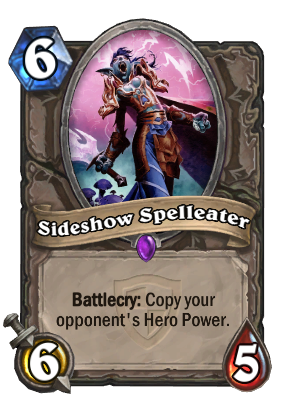 6
Sideshow Spelleater
Battlecry: Copy your
opponent's Hero Power.
6
5